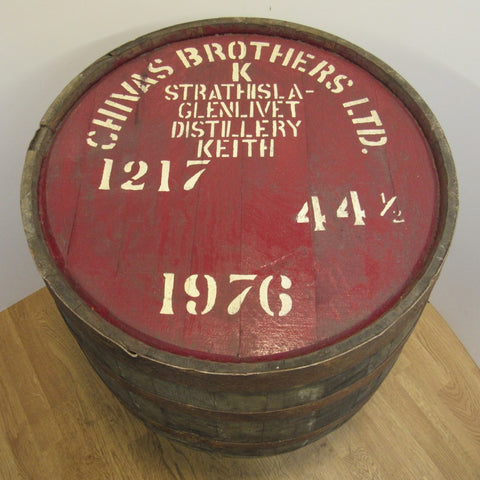 CHIVAS BROTHERS LTD.
K
STRATHISLA-
GLENLIVET
DISTILLERY
KEITH
1217
44½
1976